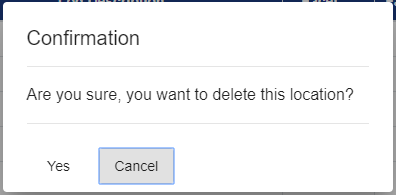 Confirmation
Are you sure, you want to delete this location?
Yes Cancel